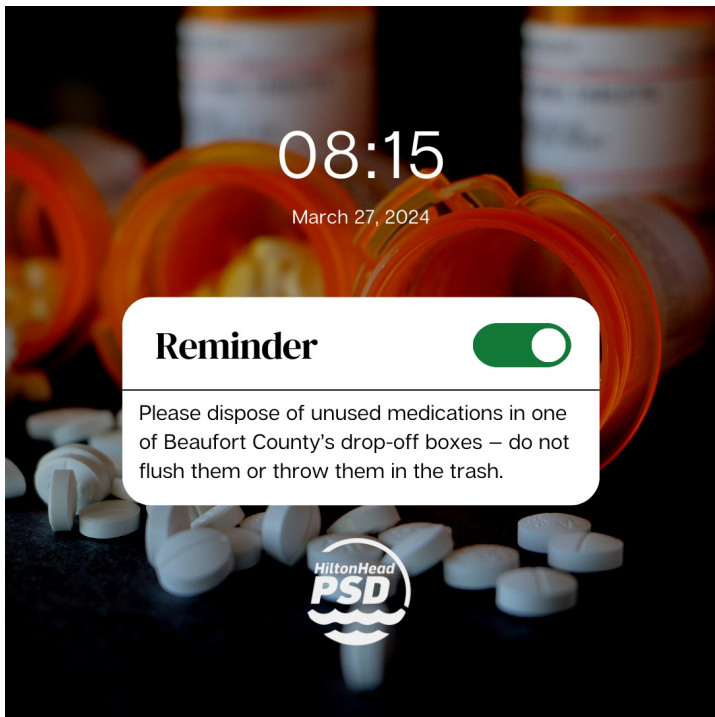 08:15
March 27, 2024
Reminder
Please dispose of unused medications in one
of Beaufort County's drop-off boxes – do not
flush them or throw them in the trash.
HiltonHead
PSD